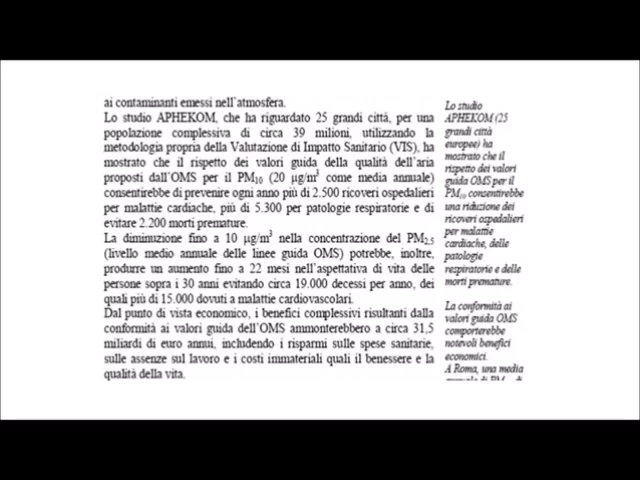 ai contaminanti emessi nell'atmosfera.
Lo studio APHEKOM, che ha riguardato 25 grandi città, per una
popolazione complessiva di circa 39 milioni, utilizzando la
metodologia propria della Valutazione di Impatto Sanitario (VIS), ha
mostrato che il rispetto dei valori guida della qualità dell'aria
proposti dall'OMS per il PM10 (20 μg/m³ come media annuale)
consentirebbe di prevenire ogni anno più di 2.500 ricoveri ospedalieri
per malattie cardiache, più di 5.300 per patologie respiratorie e di
evitare 2.200 morti premature.
La diminuzione fino a 10 μg/m³ nella concentrazione del PM2.5
(livello medio annuale delle linee guida OMS) potrebbe, inoltre,
produrre un aumento fino a 22 mesi nell'aspettativa di vita delle
persone sopra i 30 anni evitando circa 19.000 decessi per anno, dei
quali più di 15.000 dovuti a malattie cardiovascolari.
Dal punto di vista economico, i benefici complessivi risultanti dalla
conformità ai valori guida dell'OMS ammonterebbero a circa 31,5
miliardi di euro annui, includendo i risparmi sulle spese sanitarie,
sulle assenze sul lavoro e i costi immateriali quali il benessere e la
qualità della vita.
Lo studio
APHEKOM (25
grandi città
europee) ha
mostrato che il
rispetto dei valori
guida OMS per il
PM10 consentirebbe
una riduzione dei
ricoveri ospedalieri
per malattie
cardiache, delle
patologie
respiratorie e delle
morti premature.
La conformità ai
valori guida OMS
comporterebbe
notevoli benefici
economici.
A Roma, una media
annuale di PM di